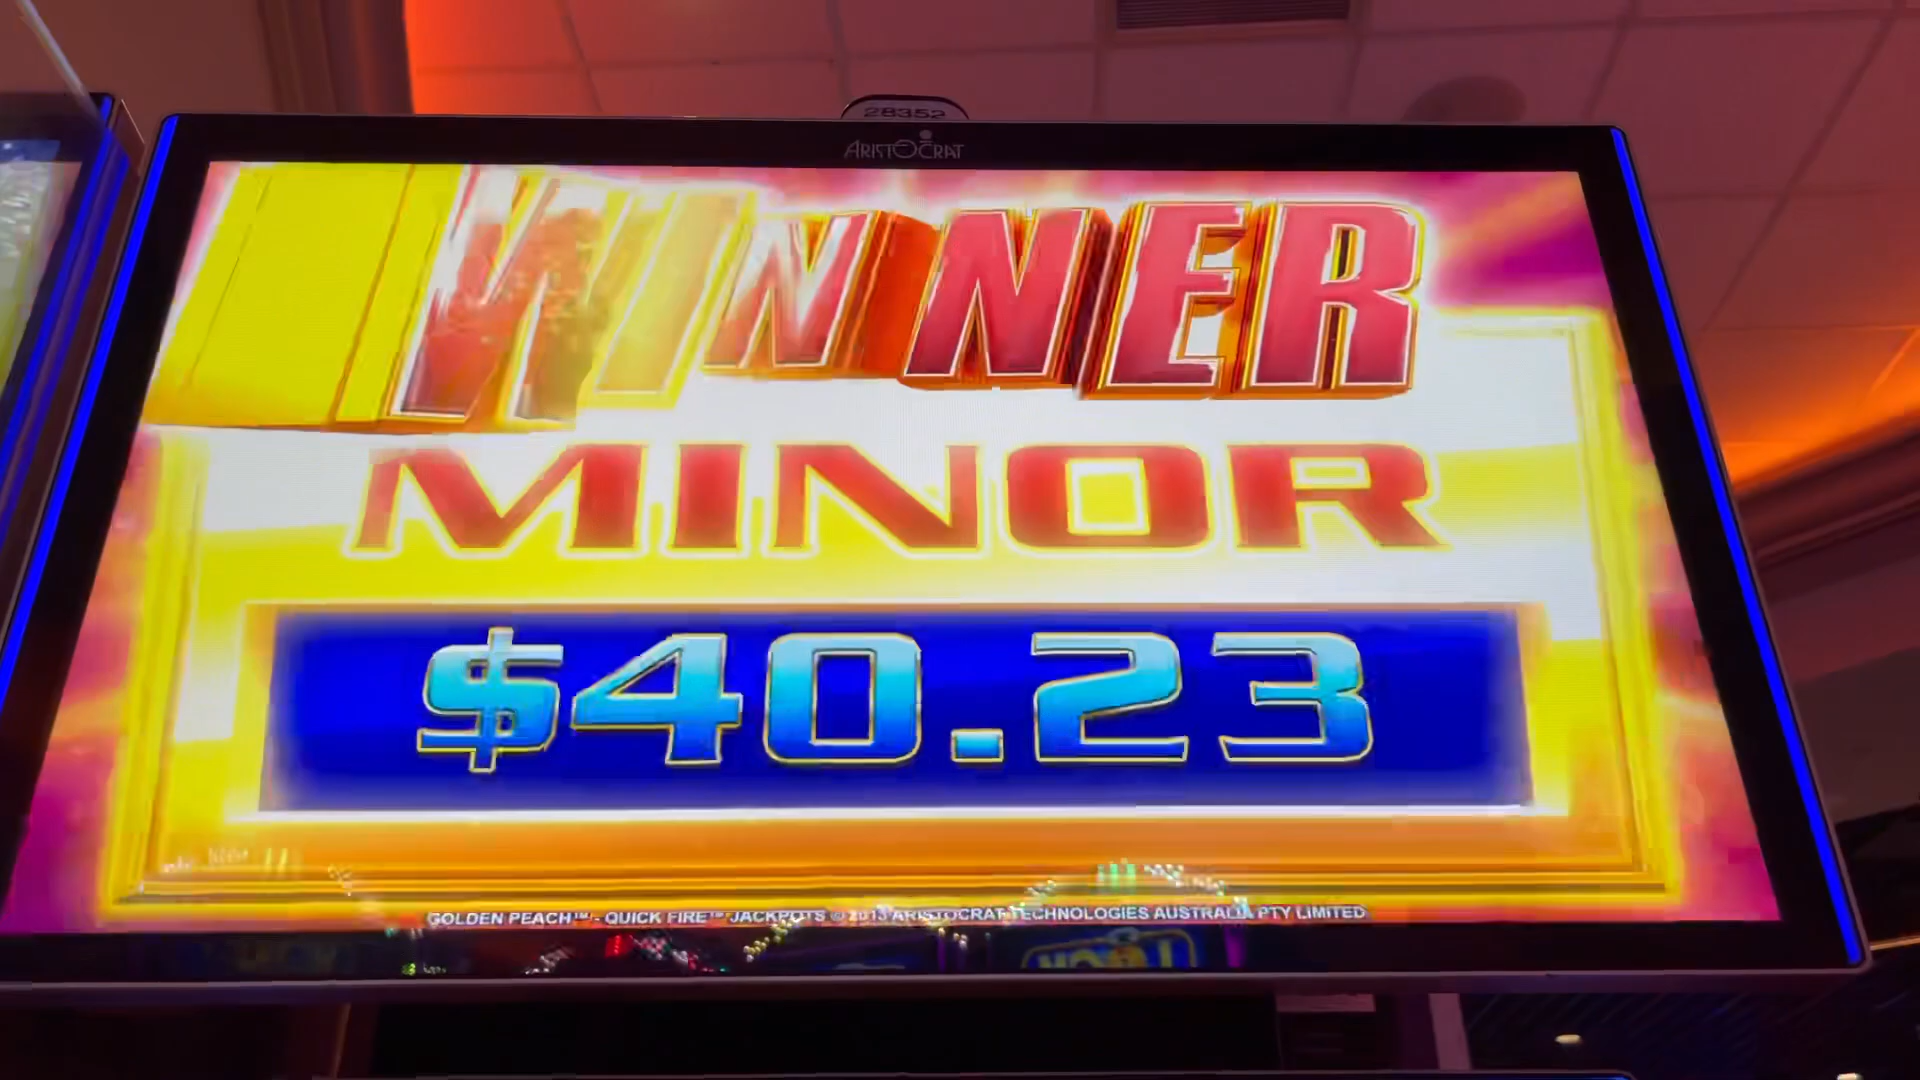 28352
ARISTOCRAT
WINNER
MINOR
$40.23
GOLDEN PEACH™ - QUICK FIRE™ JACKPOTS © 2013 ARISTOCRAT TECHNOLOGIES AUSTRALIA PTY LIMITED